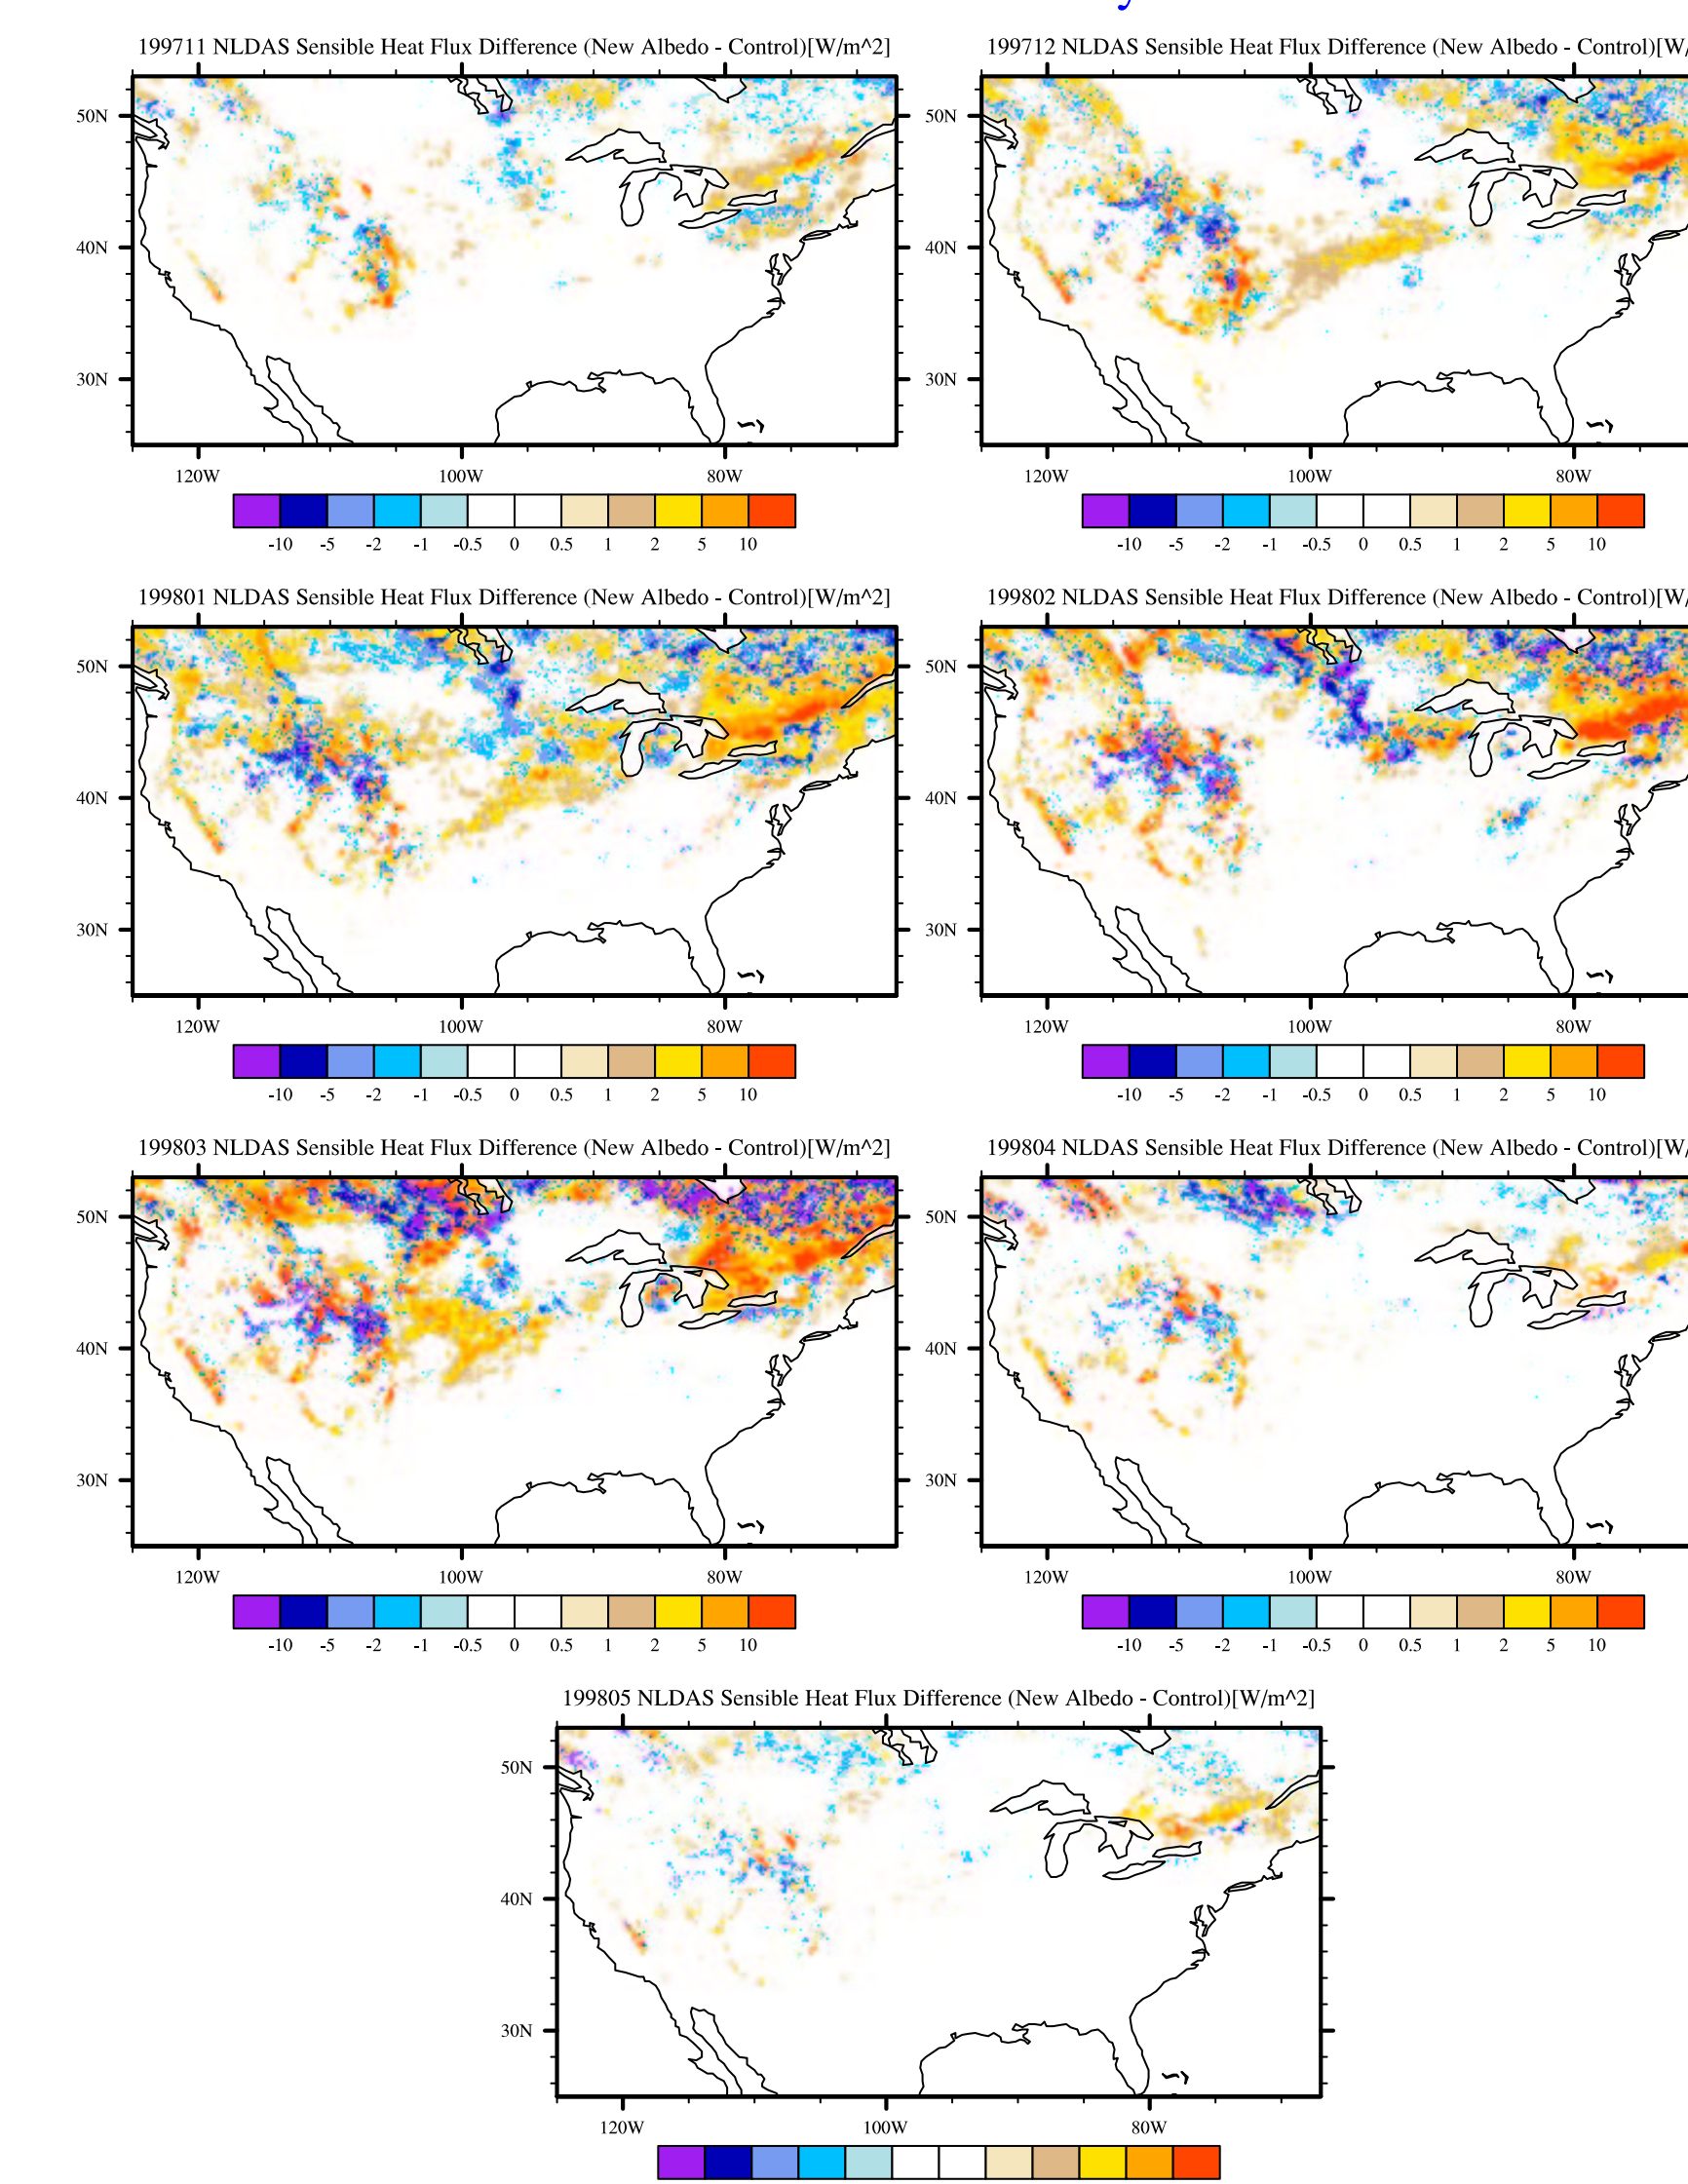 y
199711 NLDAS Sensible Heat Flux Difference (New Albedo - Control)[W/m^2]
50N
40N
30N
120W 100W 80W
-10 -5 -2 -1 -0.5 0 0.5 1 2 5 10
199712 NLDAS Sensible Heat Flux Difference (New Albedo - Control)[W/
50N
40N
30N
120W 100W 80W
-10 -5 -2 -1 -0.5 0 0.5 1 2 5 10
199801 NLDAS Sensible Heat Flux Difference (New Albedo - Control)[W/m^2]
50N
40N
30N
120W 100W 80W
-10 -5 -2 -1 -0.5 0 0.5 1 2 5 10
199802 NLDAS Sensible Heat Flux Difference (New Albedo - Control)[W/
50N
40N
30N
120W 100W 80W
-10 -5 -2 -1 -0.5 0 0.5 1 2 5 10
199803 NLDAS Sensible Heat Flux Difference (New Albedo - Control)[W/m^2]
50N
40N
30N
120W 100W 80W
-10 -5 -2 -1 -0.5 0 0.5 1 2 5 10
199804 NLDAS Sensible Heat Flux Difference (New Albedo - Control)[W/
50N
40N
30N
120W 100W 80W
-10 -5 -2 -1 -0.5 0 0.5 1 2 5 10
199805 NLDAS Sensible Heat Flux Difference (New Albedo - Control)[W/m^2]
50N
40N
30N
120W 100W 80W